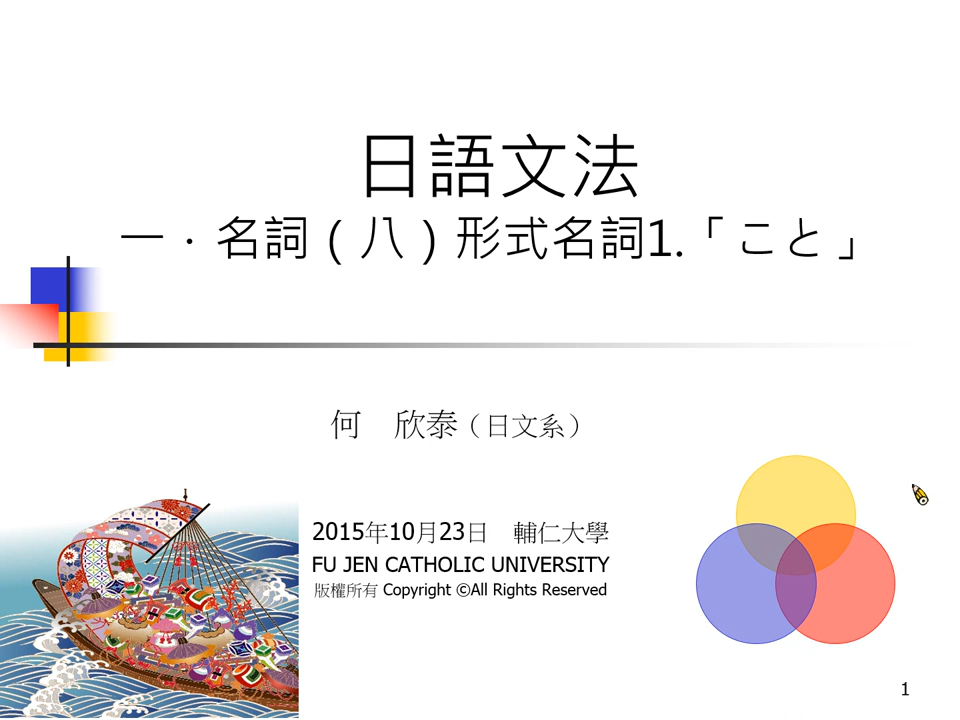 日語文法
一．名詞（八）形式名詞1.「こと」
何　欣泰（日文系）
2015年10月23日　輔仁大學
FU JEN CATHOLIC UNIVERSITY
版權所有 Copyright ©All Rights Reserved
1